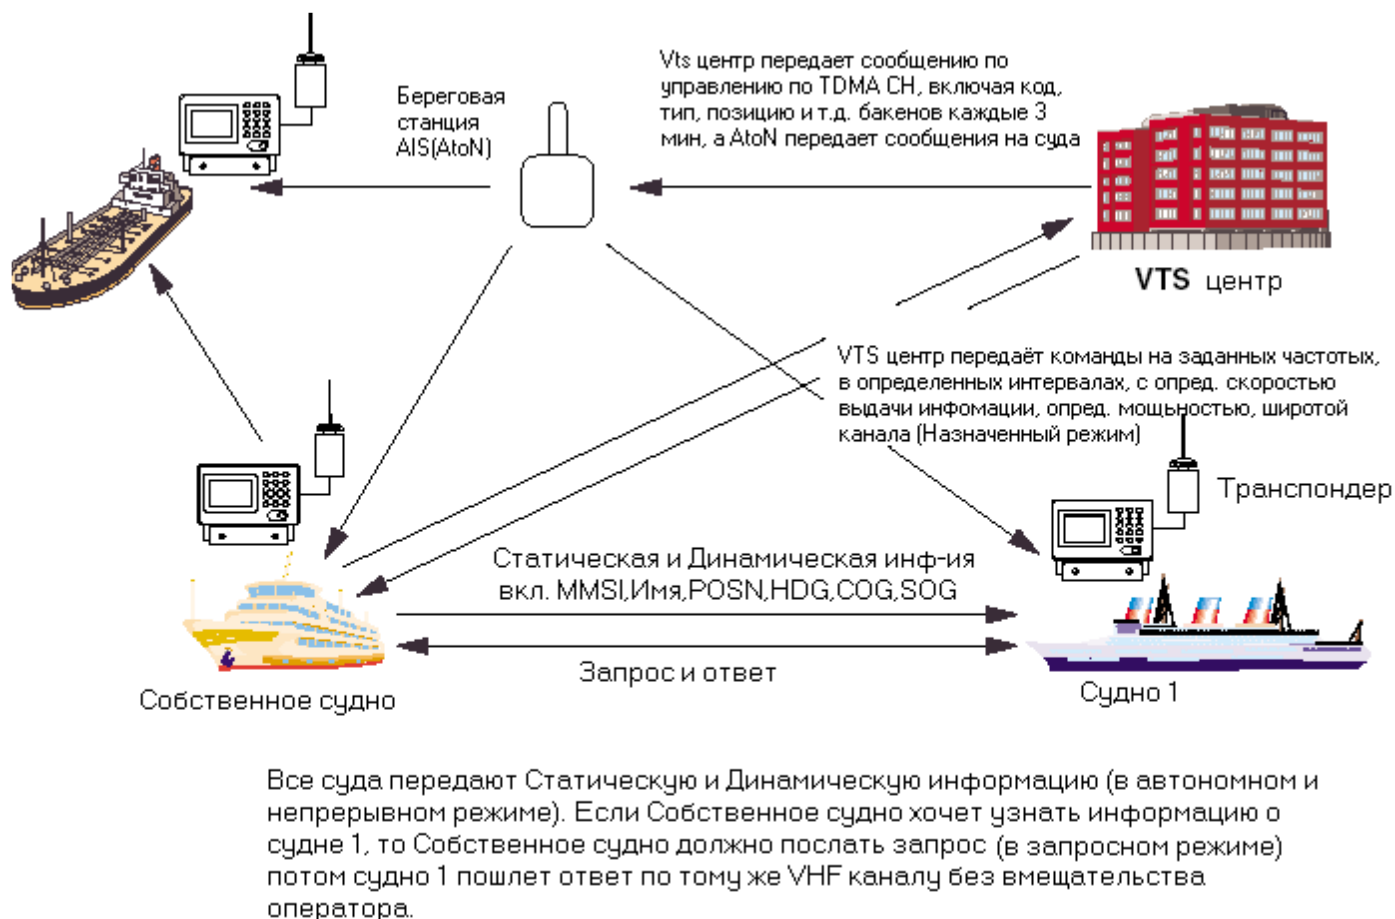 Vts центр передает сообщению по
управлению по TDMA CH, включая код,
тип, позицию и т.д. бакенов каждые 3
мин, а AtoN передает сообщения на суда
Береговая
станция
AIS(AtoN)
VTS центр
VTS центр передаёт команды на заданных частотых,
в определенных интервалах, с опред. скоростью
выдачи инфомации, опред. мощьностью, широтой
канала (Назначенный режим)
Транспондер
Статическая и Динамическая инф-ия
вкл. MMSI,Имя,POSN,HDG,COG,SOG
Запрос и ответ
Собственное судно
Судно 1
Все суда передают Статическую и Динамическую информацию (в автономном и
непрерывном режиме). Если Собственное судно хочет узнать информацию о
судне 1, то Собственное судно должно послать запрос (в запросном режиме)
потом судно 1 пошлет ответ по тому же VHF каналу без вмещательства
оператора.